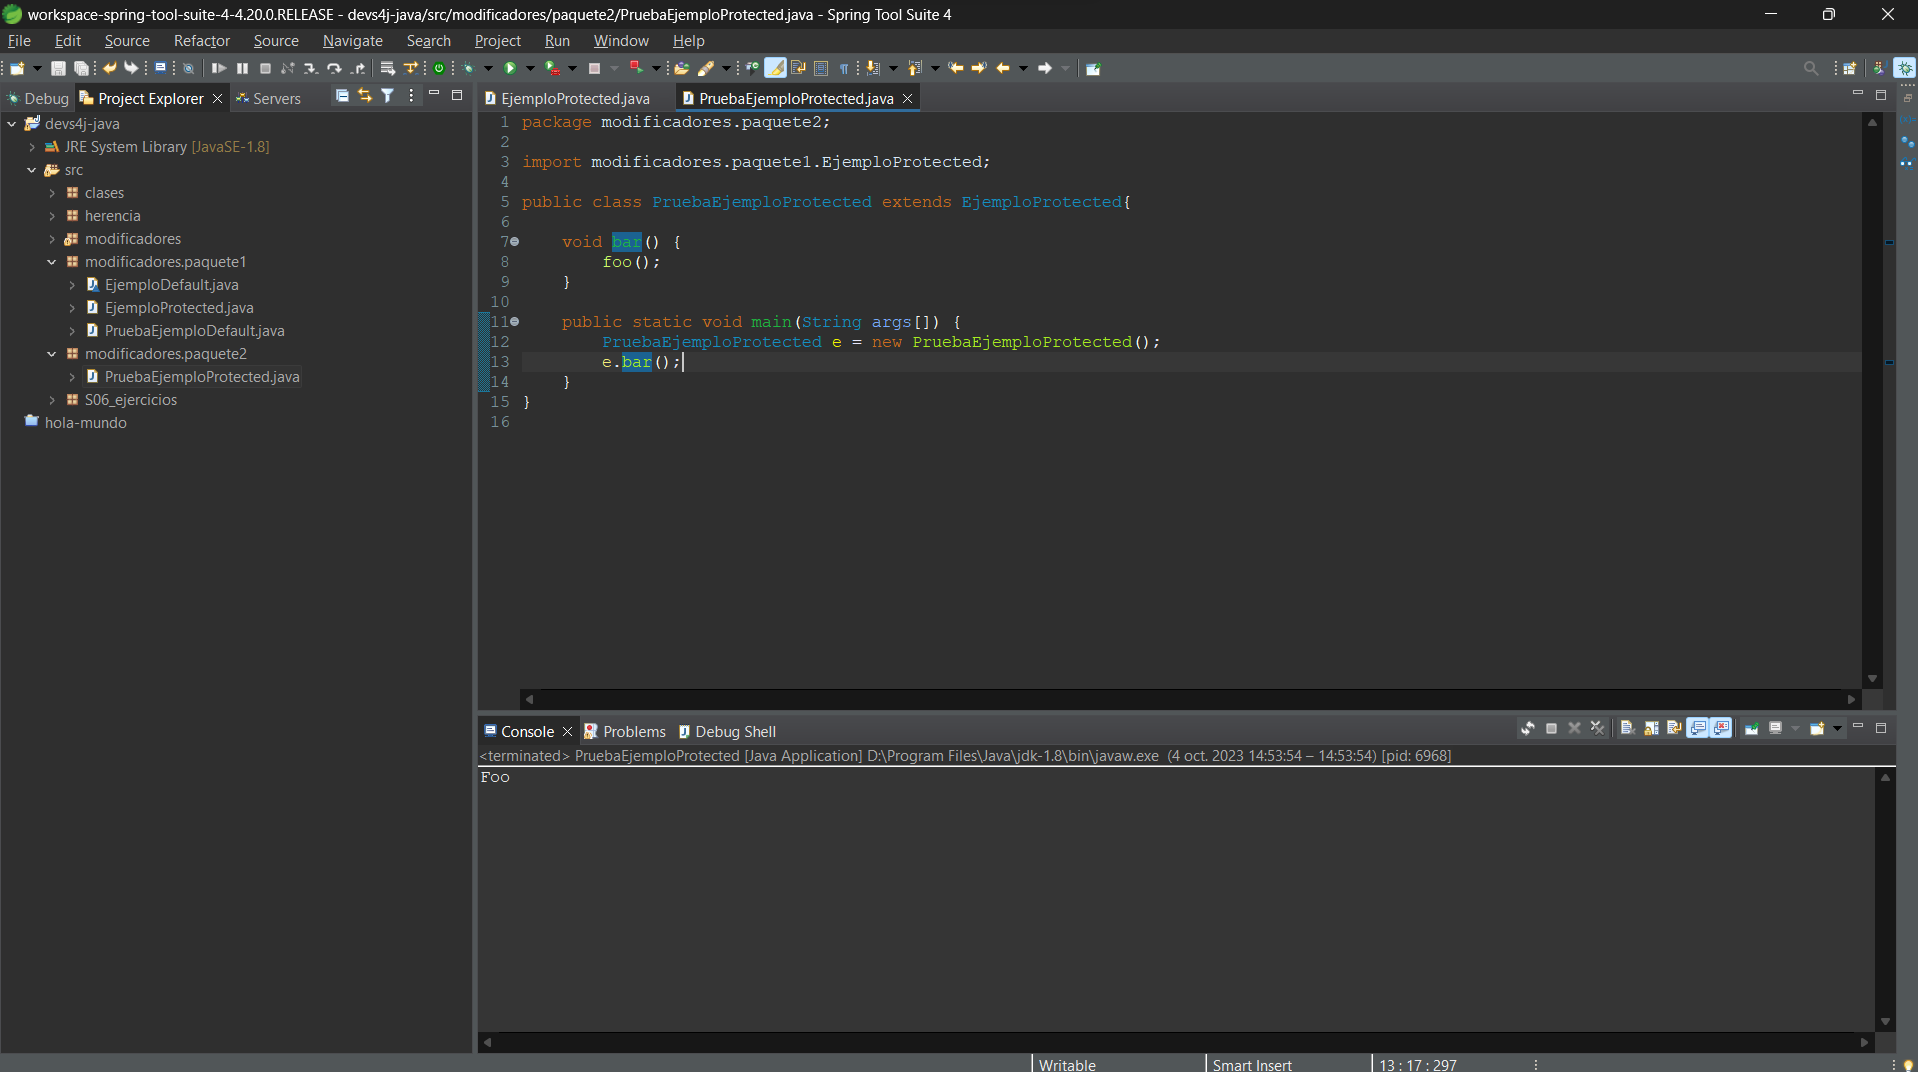 workspace-spring-tool-suite-4-4.20.0.RELEASE - devs4j-java/src/modificadores/paquete2/PruebaEjemploProtected.java - Spring Tool Suite 4
File Edit Source Refactor Source Navigate Search Project Run Window Help
Debug Project Explorer Servers
devs4j-java
JRE System Library [JavaSE-1.8]
src
clases
herencia
modificadores
modificadores.paquete1
EjemploDefault.java
EjemploProtected.java
PruebaEjemploDefault.java
modificadores.paquete2
PruebaEjemploProtected.java
S06_ejercicios
hola-mundo
EjemploProtected.java PruebaEjemploProtected.java
1 package modificadores.paquete2;
2
3 import modificadores.paquete1.EjemploProtected;
4
5 public class PruebaEjemploProtected extends EjemploProtected{
6
7 void bar() {
8 foo();
9 }
10
11 public static void main(String args[]) {
12 PruebaEjemploProtected e = new PruebaEjemploProtected();
13 e.bar();
14 }
15 }
16
Console Problems Debug Shell
<terminated> PruebaEjemploProtected [Java Application] D:\Program Files\Java\jdk-1.8\bin\javaw.exe (4 oct. 2023 14:53:54 – 14:53:54) [pid: 6968]
Foo
Writable Smart Insert 13 : 17 : 297